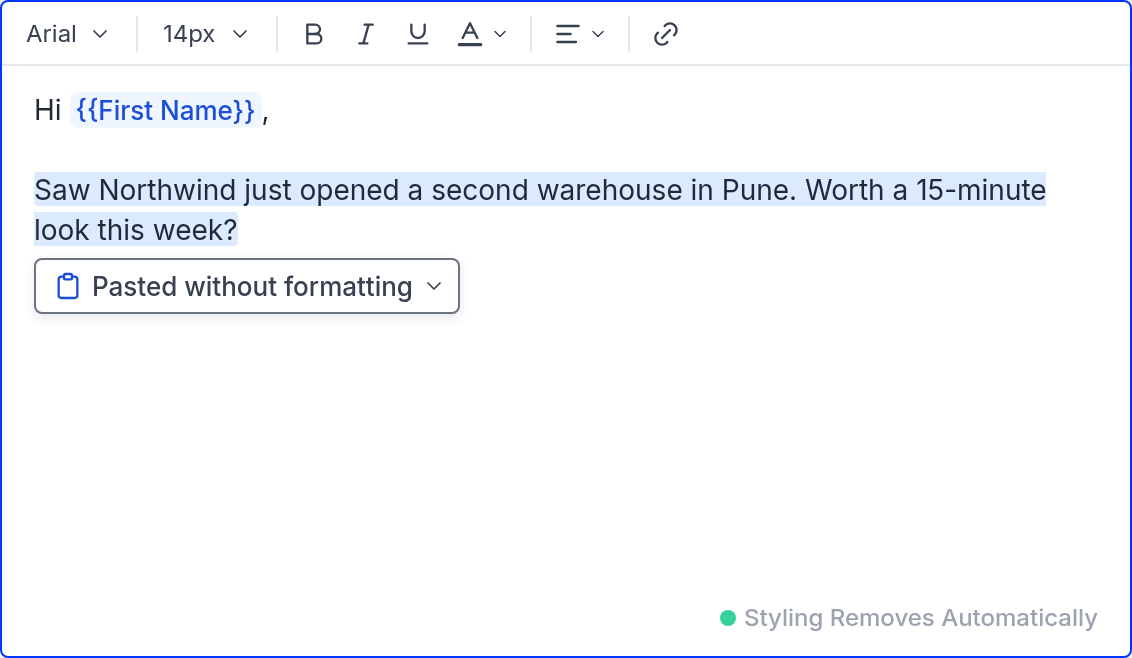 Arial 14px B I U A
Hi {{First Name}},
Saw Northwind just opened a second warehouse in Pune. Worth a 15-minute
look this week?
Pasted without formatting
Styling Removes Automatically